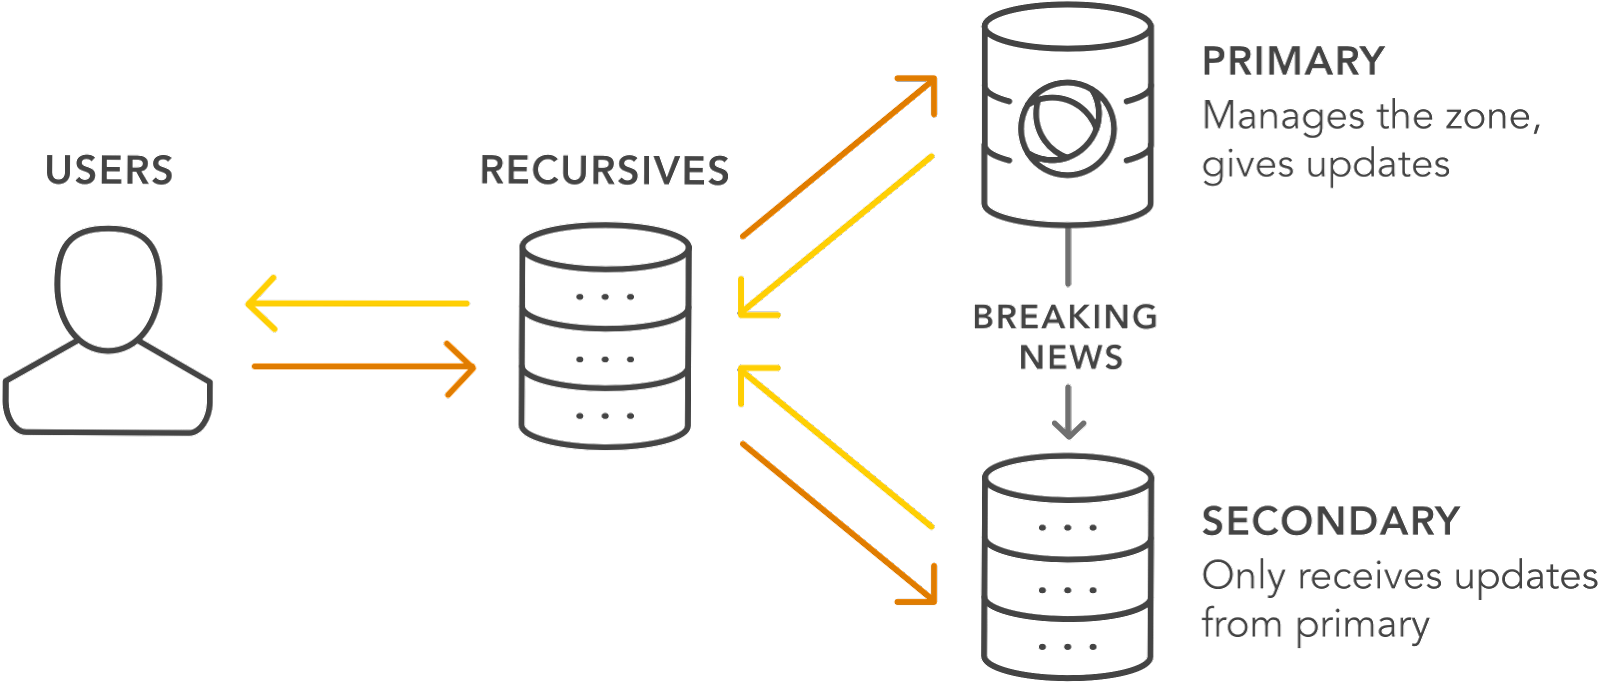 USERS
RECURSIVES
PRIMARY
Manages the zone,
gives updates
BREAKING
NEWS
SECONDARY
Only receives updates
from primary